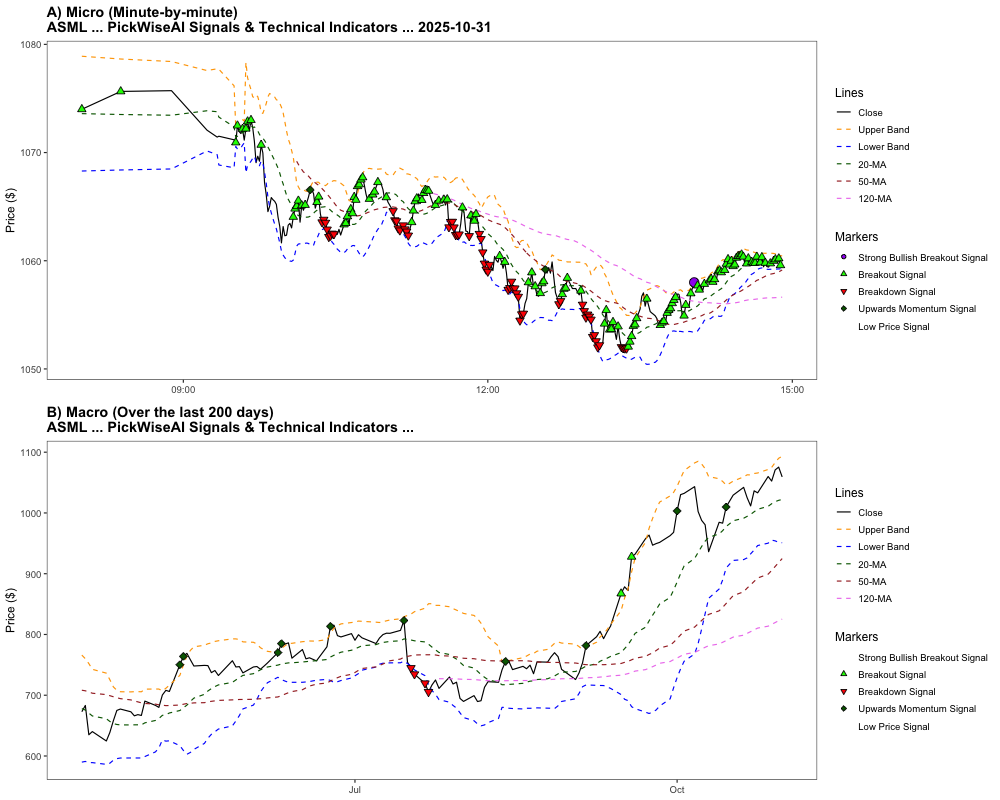 A) Micro (Minute-by-minute)
ASML ... PickWiseAI Signals & Technical Indicators ... 2025-10-31
Price ($)
1080
1070
1060
1050
09:00
12:00
15:00
Lines
Close
Upper Band
Lower Band
20-MA
50-MA
120-MA
Markers
Strong Bullish Breakout Signal
Breakout Signal
Breakdown Signal
Upwards Momentum Signal
Low Price Signal
B) Macro (Over the last 200 days)
ASML ... PickWiseAI Signals & Technical Indicators ...
Price ($)
1100
1000
900
800
700
600
Jul
Oct
Lines
Close
Upper Band
Lower Band
20-MA
50-MA
120-MA
Markers
Strong Bullish Breakout Signal
Breakout Signal
Breakdown Signal
Upwards Momentum Signal
Low Price Signal